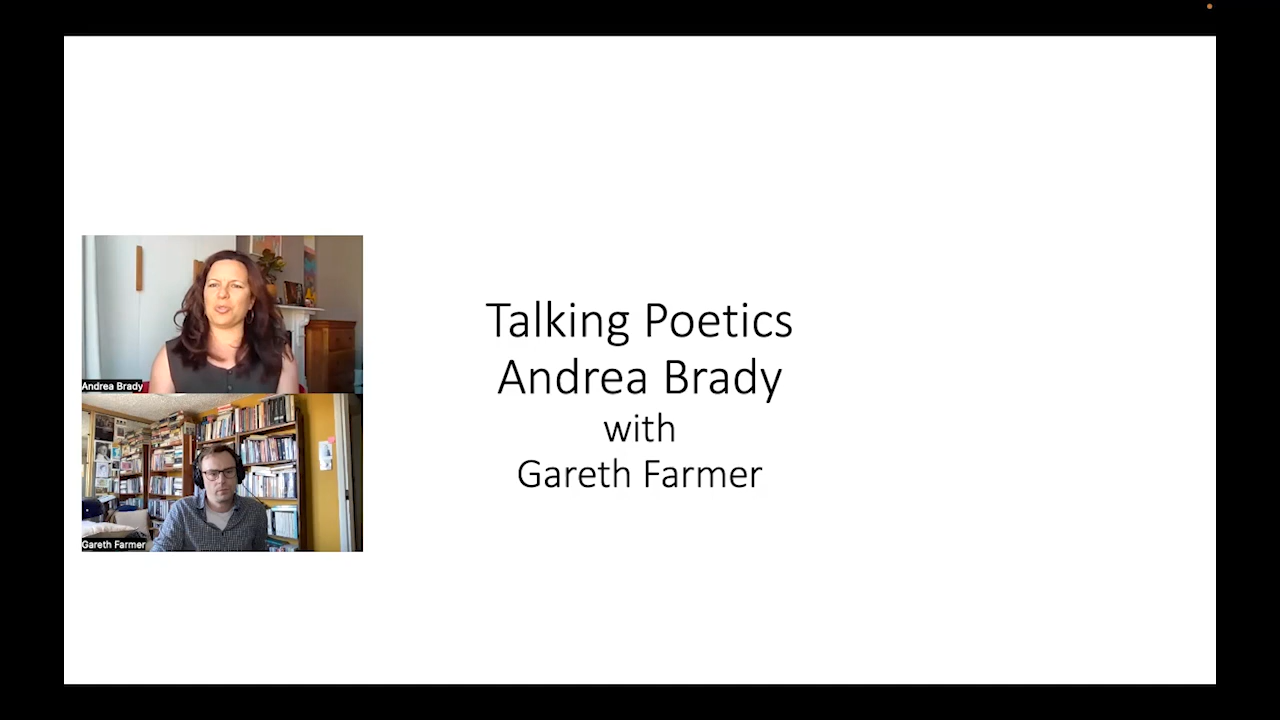 Talking Poetics
Andrea Brady
with
Gareth Farmer
Andrea Brady
Gareth Farmer